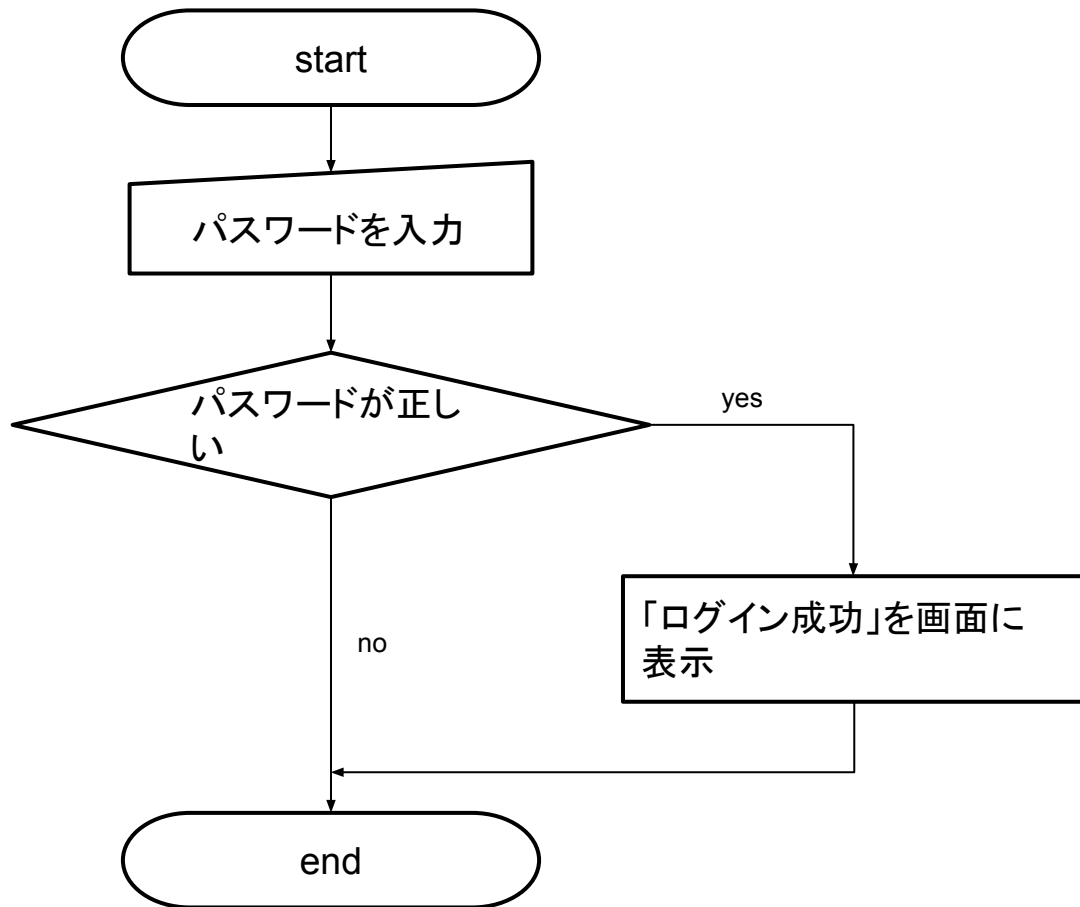 start
パスワードを入力
パスワードが正し
い
yes
no
「ログイン成功」を画面に
表示
end